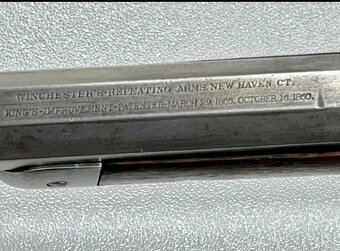 WINCHESTER'S-REPEATING ARMS. NEW HAVEN. CT.
KING'S-IMPROVEMENT-PATENTED-MARCH 29. 1866. OCTOBER 16. 1860.